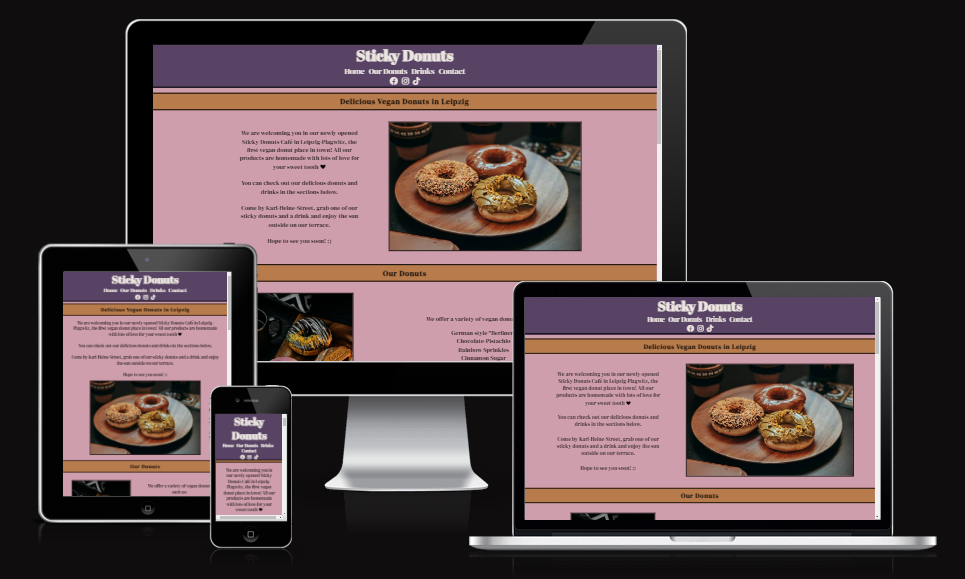 Sticky Donuts
Home Our Donuts Drinks Contact
Delicious Vegan Donuts in Leipzig
We are welcoming you in our newly opened
Sticky Donuts Café in Leipzig-Plagwitz, the
first vegan donut place in town! All our
products are homemade with lots of love for
your sweet tooth ♥
You can check out our delicious donuts and
drinks in the sections below.
Come by Karl-Heine-Street, grab one of our
sticky donuts and a drink and enjoy the sun
outside on our terrace.
Hope to see you soon! :)
Our Donuts
We offer a variety of vegan donu
German style "Berliner
Chocolate-Pistachio
Rainbow Sprinkles
Cinnamon Sugar
Sticky Donuts
Home Our Donuts Drinks Contact
Delicious Vegan Donuts in Leipzig
We are welcoming you in our newly opened Sticky Donuts Café in Leipzig-
Plagwitz, the first vegan donut place in town! All our products are homemade
with lots of love for your sweet tooth ♥
You can check out our delicious donuts and drinks in the sections below.
Come by Karl-Heine-Street, grab one of our sticky donuts and a drink and enjoy
the sun outside on our terrace.
Hope to see you soon! :)
Our Donuts
We offer a variety of vegan donut
such as:
Sticky
Donuts
Home Our Donuts Drinks
Contact
We are welcoming you in
our newly opened Sticky
Donuts Café in Leipzig-
Plagwitz, the first vegan
donut place in town! All our
products are homemade
with lots of love for your
sweet tooth ♥
Sticky Donuts
Home Our Donuts Drinks Contact
Delicious Vegan Donuts in Leipzig
We are welcoming you in our newly opened
Sticky Donuts Café in Leipzig-Plagwitz, the
first vegan donut place in town! All our
products are homemade with lots of love for
your sweet tooth ♥
You can check out our delicious donuts and
drinks in the sections below.
Come by Karl-Heine-Street, grab one of our
sticky donuts and a drink and enjoy the sun
outside on our terrace.
Hope to see you soon! :)
Our Donuts